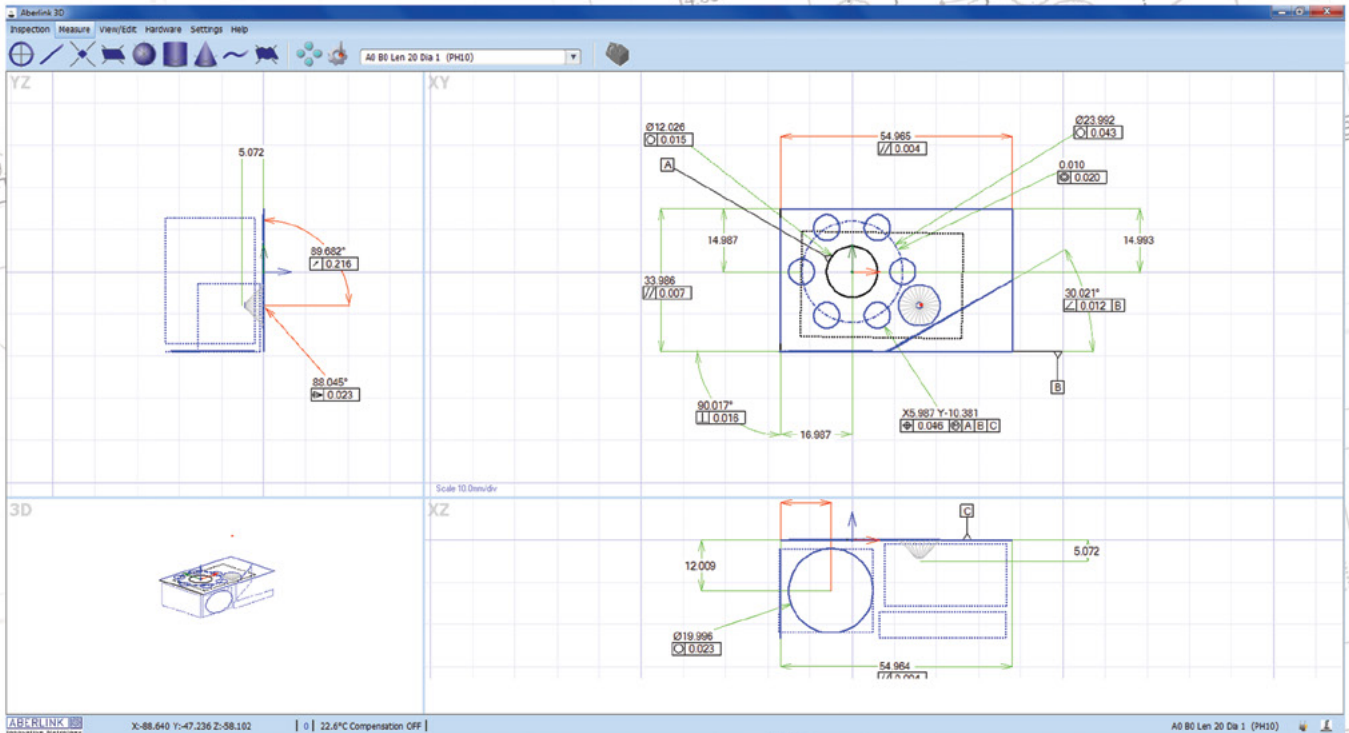 Aberlink 3D
Inspection Measure View/Edit Hardware Settings Help
A0 B0 Len 20 Dia 1 (PH10)
YZ
5.072
89.682°
0.216
88.045°
0.023
XY
Ø12.026
0.015
A
54.965
0.004
Ø23.992
0.043
0.010
0.020
14.987
14.993
33.986
0.007
30.021°
0.012 B
B
90.017°
0.016
X5.987 Y-10.381
0.046 Ⓜ A B C
16.987
Scale 10.0mm/div
3D
XZ
C
12.009
5.072
Ø19.996
0.023
54.964
0.004
ABERLINK 3D
X:-88.640 Y:-47.236 Z:-58.102 0 22.6°C Compensation OFF
A0 B0 Len 20 Dia 1 (PH10)